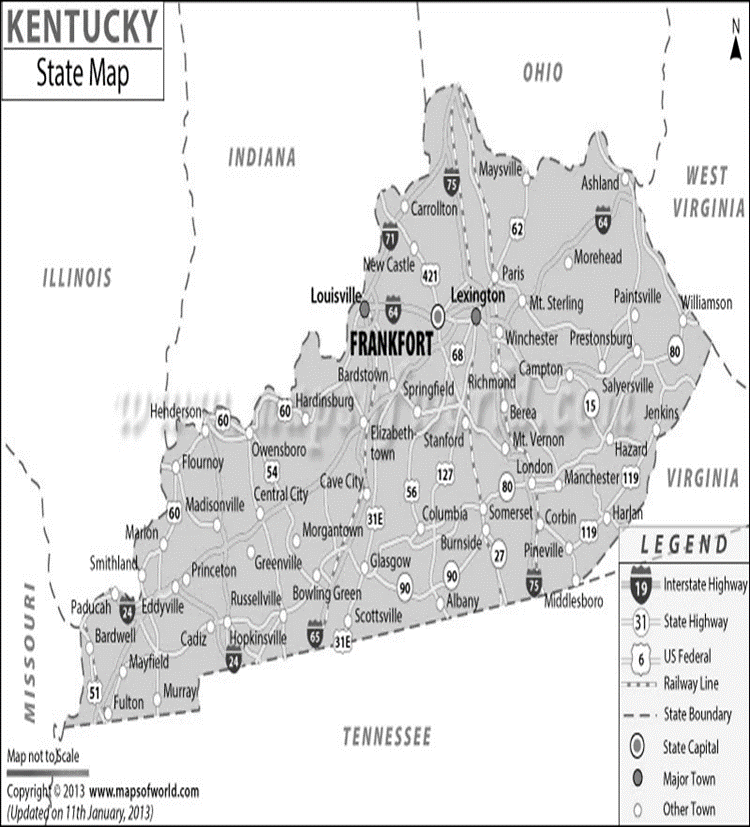 KENTUCKY
State Map
N
OHIO
INDIANA
ILLINOIS
WEST
VIRGINIA
VIRGINIA
MISSOURI
TENNESSEE
Maysville
Ashland
75
Carrollton
62
64
71
New Castle
421
Morehead
Paris
Louisville
64
Lexington
Mt. Sterling
Paintsville
Williamson
FRANKFORT
68
Winchester
Prestonsburg
80
Bardstown
Springfield
Richmond
Campton
Salyersville
Henderson
60
60
Hardinsburg
Berea
15
Jenkins
Owensboro
Elizabeth-
town
Stanford
Mt. Vernon
Hazard
Flournoy
54
Cave City
127
London
Manchester
119
Madisonville
Central City
56
80
60
31E
Columbia
Somerset
Corbin
Harlan
Marion
Morgantown
Burnside
119
Smithland
Princeton
Greenville
Glasgow
27
Pineville
Paducah
24
Eddyville
Russellville
Bowling Green
90
90
75
Middlesboro
Bardwell
Cadiz
Hopkinsville
65
31E
Scottsville
Albany
Mayfield
24
51
Fulton
Murray
www.mapsofworld.com
LEGEND
19 Interstate Highway
31 State Highway
6 US Federal
Railway Line
State Boundary
State Capital
Major Town
Other Town
Map not to Scale
Copyright © 2013 www.mapsofworld.com
(Updated on 11th January, 2013)